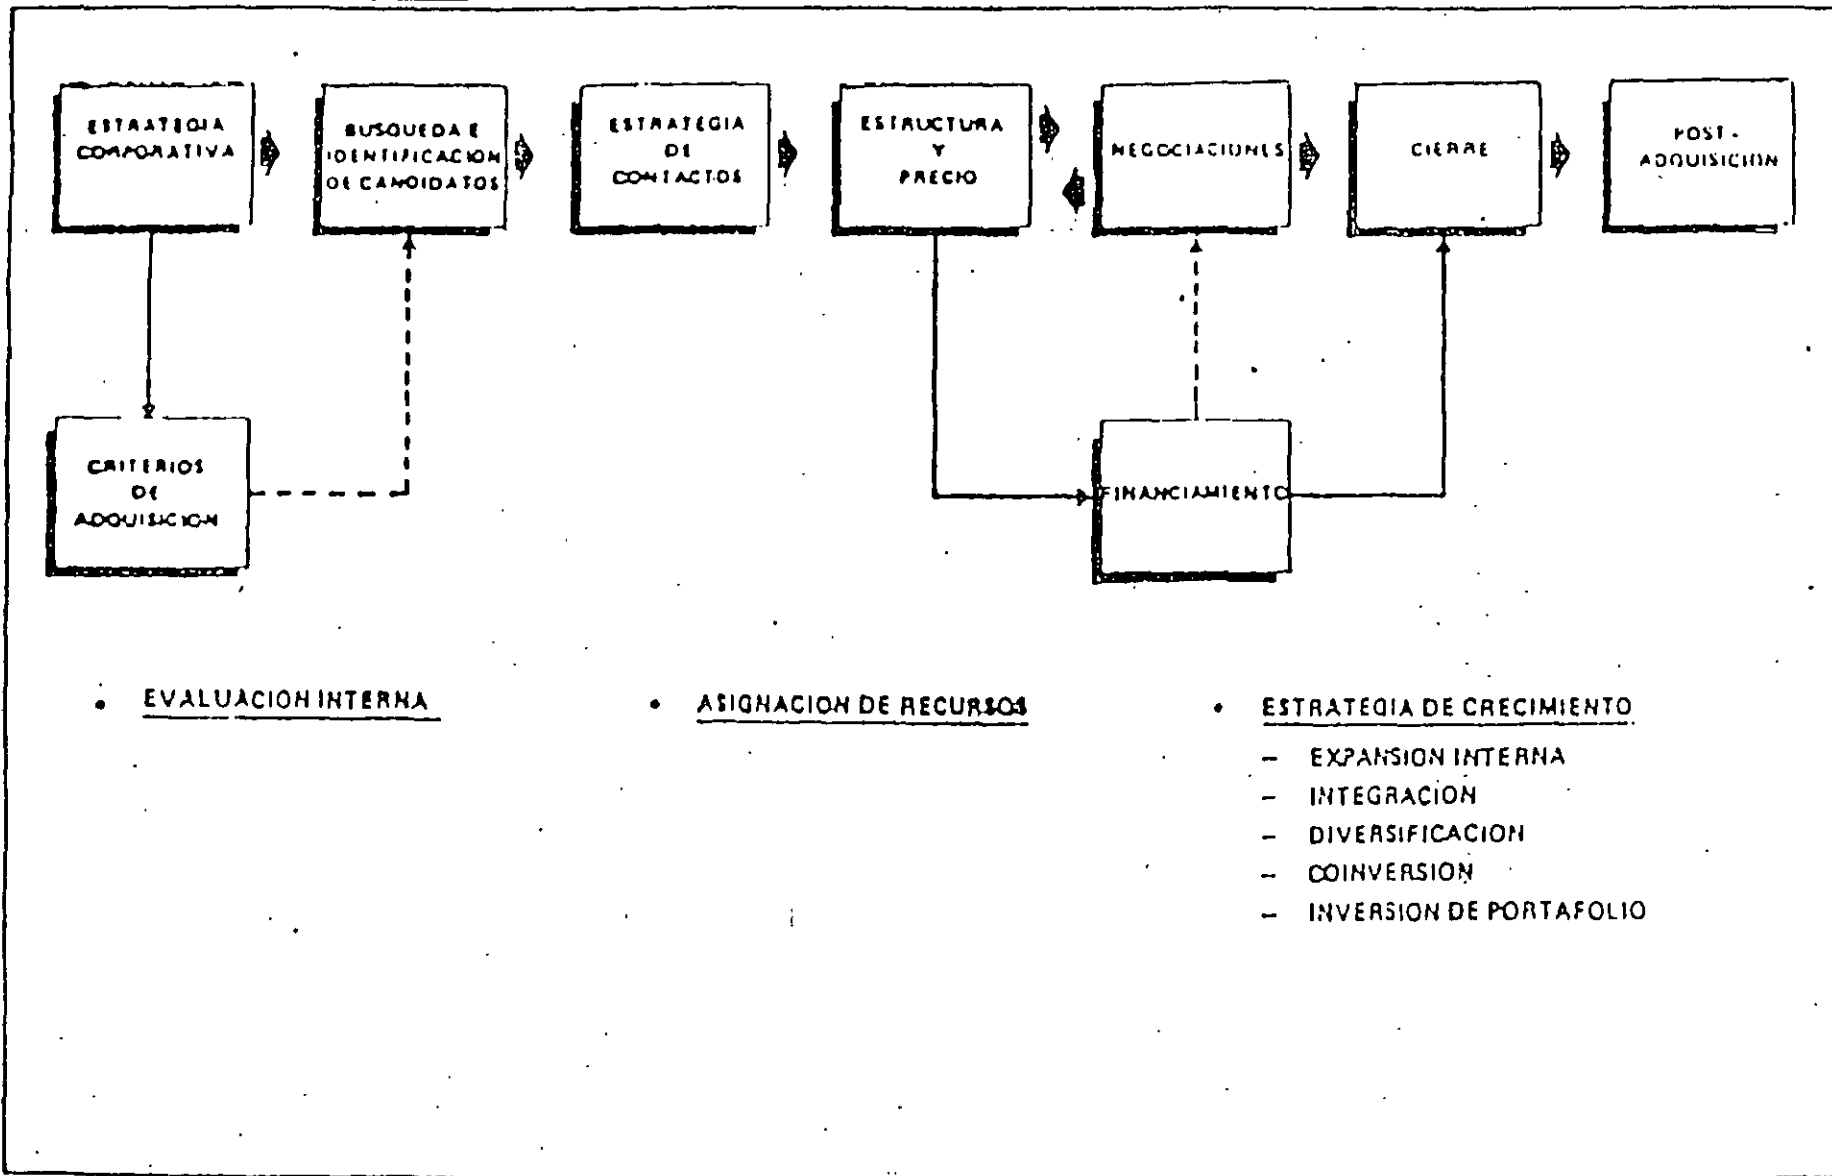 ESTRATEGIA
CORPORATIVA
BUSQUEDA E
IDENTIFICACION
DE CANDIDATOS
ESTRATEGIA
DE
CONTACTOS
ESTRUCTURA
Y
PRECIO
NEGOCIACIONES
CIERRE
POST-
ADQUISICION
CRITERIOS
DE
ADQUISICION
FINANCIAMIENTO
• EVALUACION INTERNA
• ASIGNACION DE RECURSOS
• ESTRATEGIA DE CRECIMIENTO
– EXPANSION INTERNA
– INTEGRACION
– DIVERSIFICACION
– COINVERSION
– INVERSION DE PORTAFOLIO